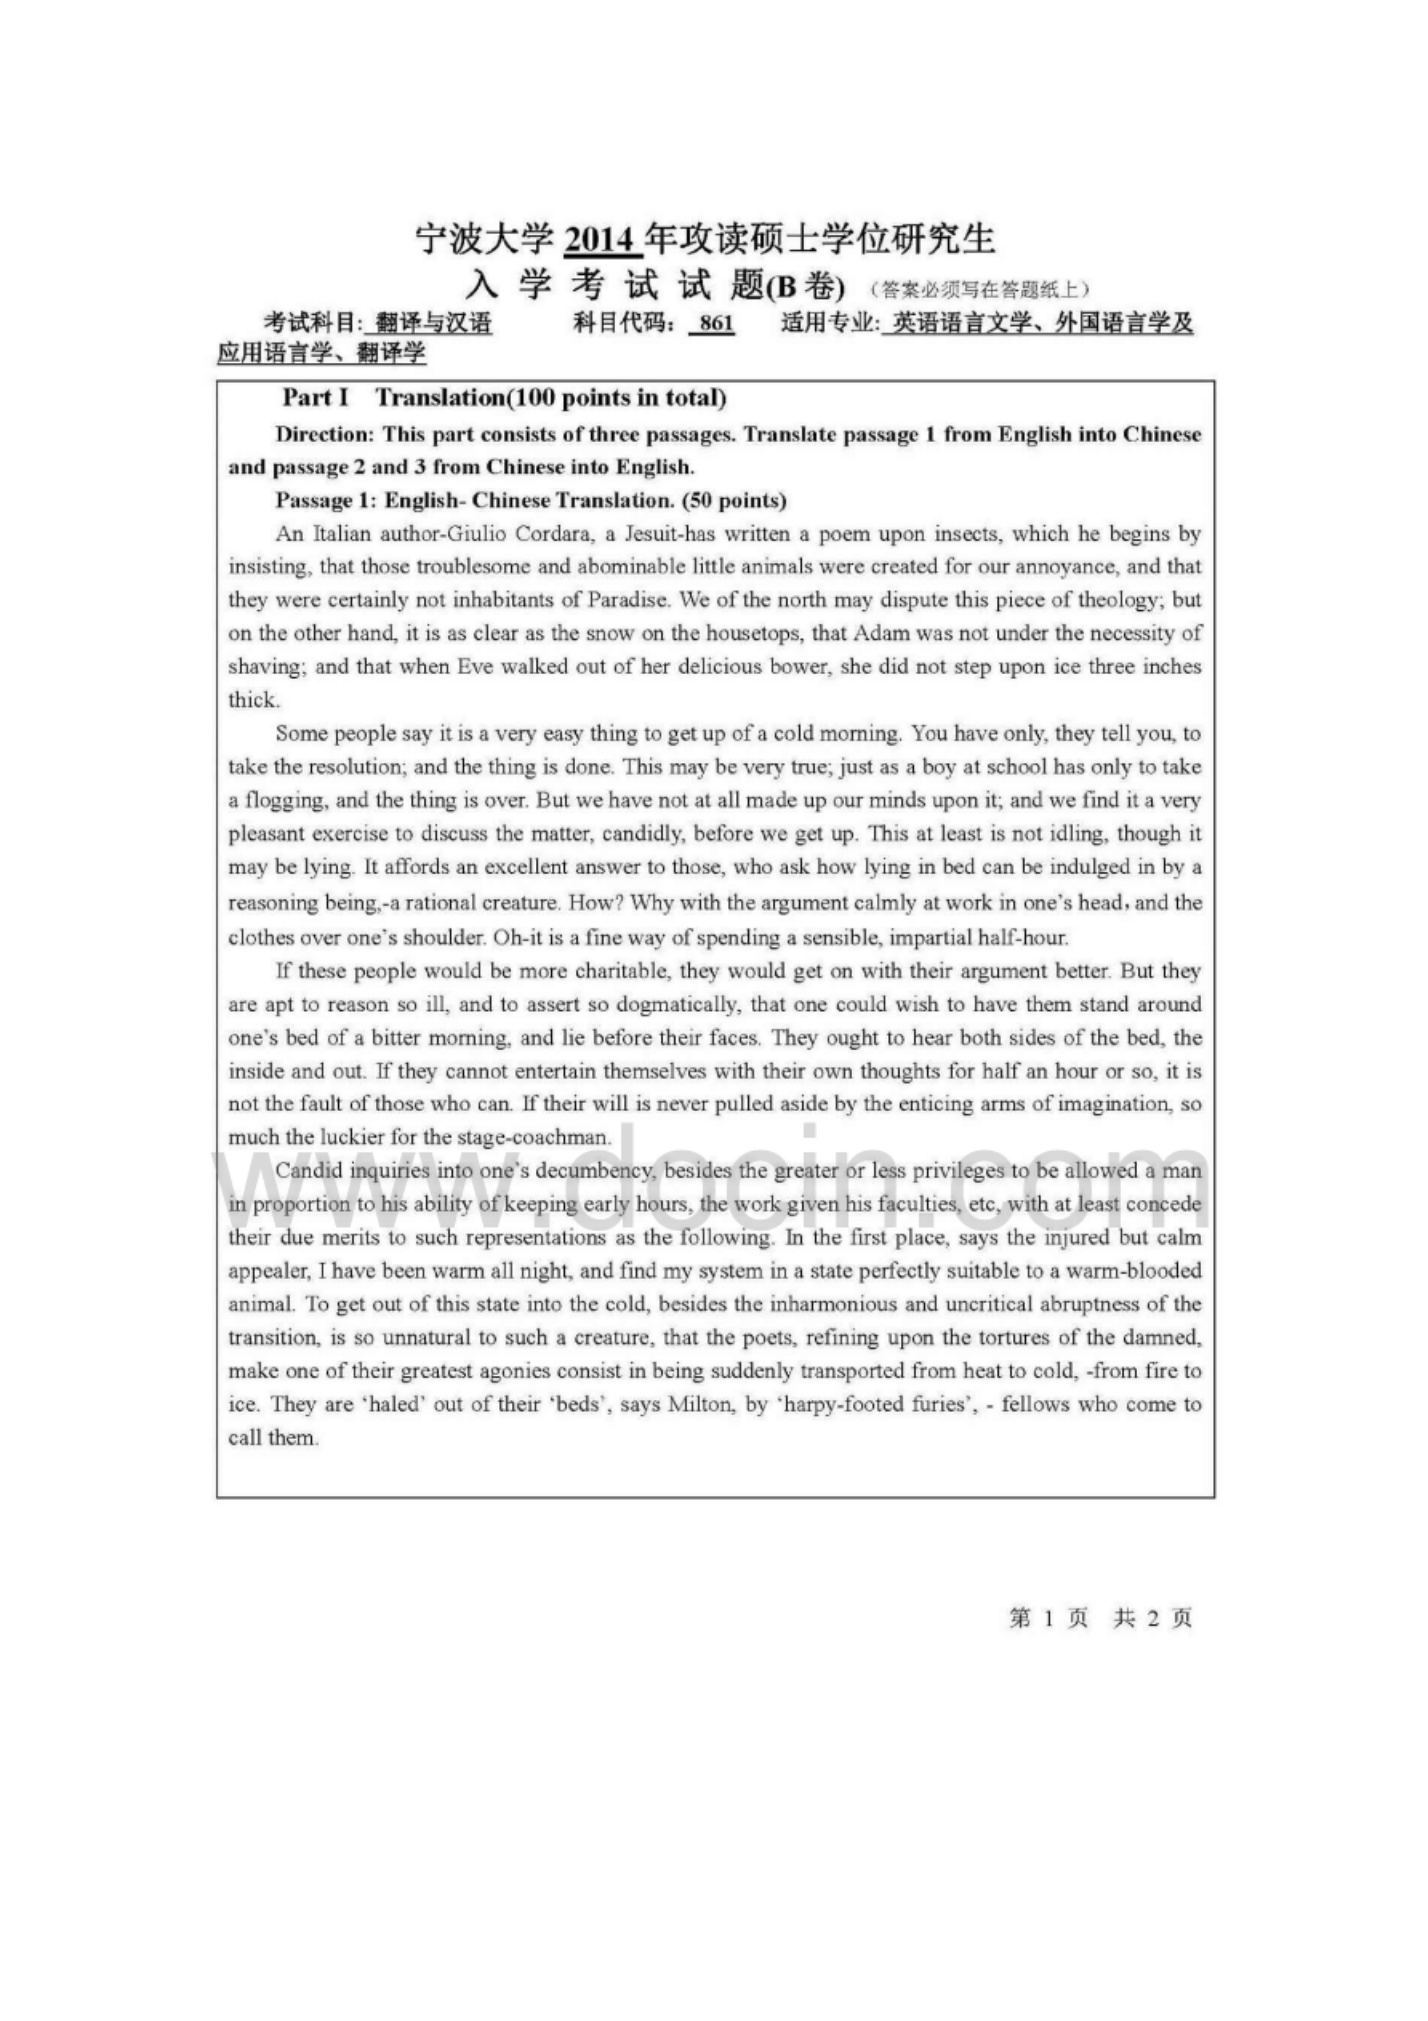 宁波大学 2014 年攻读硕士学位研究生
入 学 考 试 试 题(B 卷) （答案必须写在答题纸上）
考试科目: 翻译与汉语 科目代码： 861 适用专业: 英语语言文学、外国语言学及
应用语言学、翻译学
Part I Translation(100 points in total)
Direction: This part consists of three passages. Translate passage 1 from English into Chinese
and passage 2 and 3 from Chinese into English.
Passage 1: English- Chinese Translation. (50 points)
An Italian author-Giulio Cordara, a Jesuit-has written a poem upon insects, which he begins by
insisting, that those troublesome and abominable little animals were created for our annoyance, and that
they were certainly not inhabitants of Paradise. We of the north may dispute this piece of theology; but
on the other hand, it is as clear as the snow on the housetops, that Adam was not under the necessity of
shaving; and that when Eve walked out of her delicious bower, she did not step upon ice three inches
thick.
Some people say it is a very easy thing to get up of a cold morning. You have only, they tell you, to
take the resolution; and the thing is done. This may be very true; just as a boy at school has only to take
a flogging, and the thing is over. But we have not at all made up our minds upon it; and we find it a very
pleasant exercise to discuss the matter, candidly, before we get up. This at least is not idling, though it
may be lying. It affords an excellent answer to those, who ask how lying in bed can be indulged in by a
reasoning being,-a rational creature. How? Why with the argument calmly at work in one's head，and the
clothes over one's shoulder. Oh-it is a fine way of spending a sensible, impartial half-hour.
If these people would be more charitable, they would get on with their argument better. But they
are apt to reason so ill, and to assert so dogmatically, that one could wish to have them stand around
one's bed of a bitter morning, and lie before their faces. They ought to hear both sides of the bed, the
inside and out. If they cannot entertain themselves with their own thoughts for half an hour or so, it is
not the fault of those who can. If their will is never pulled aside by the enticing arms of imagination, so
much the luckier for the stage-coachman.
Candid inquiries into one's decumbency, besides the greater or less privileges to be allowed a man
in proportion to his ability of keeping early hours, the work given his faculties, etc, with at least concede
their due merits to such representations as the following. In the first place, says the injured but calm
appealer, I have been warm all night, and find my system in a state perfectly suitable to a warm-blooded
animal. To get out of this state into the cold, besides the inharmonious and uncritical abruptness of the
transition, is so unnatural to such a creature, that the poets, refining upon the tortures of the damned,
make one of their greatest agonies consist in being suddenly transported from heat to cold, -from fire to
ice. They are ‘haled’ out of their ‘beds’, says Milton, by ‘harpy-footed furies’, - fellows who come to
call them.
www.docin.com
第 1 页 共 2 页